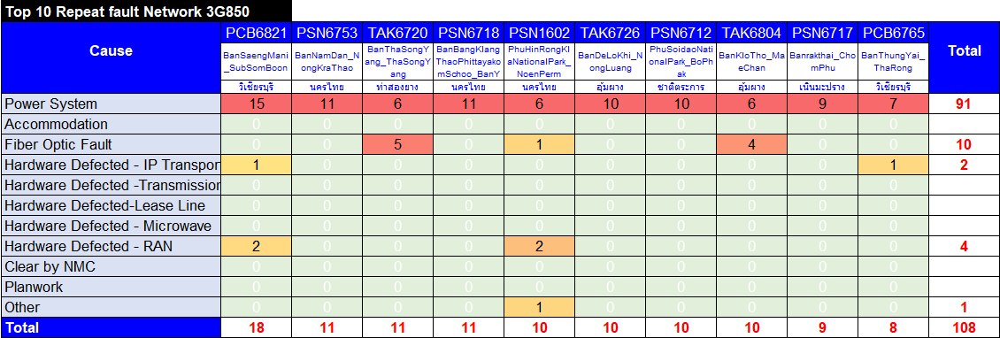 Top 10 Repeat fault Network 3G850
Cause PCB6821 PSN6753 TAK6720 PSN6718 PSN1602 TAK6726 PSN6712 TAK6804 PSN6717 PCB6765 Total
BanSaengMani_SubSomBoon BanNamDan_NongKraThao BanThaSongYang_ThaSongYang BanBangKlangThaoPhittayakomSchoo_BanY PhuHinRongKlaNationalPark_NoenPerm BanDeLoKhi_NongLuang PhuSoidaoNationalPark_BoPhak BanKloTho_MaeChan Banrakthai_ChomPhu BanThungYai_ThaRong
วิเชียรบุรี นครไทย ท่าสองยาง นครไทย นครไทย อุ้มผาง ชาติตระการ อุ้มผาง เนินมะปราง วิเชียรบุรี
Power System 15 11 6 11 6 10 10 6 9 7 91
Accommodation 0 0 0 0 0 0 0 0 0 0
Fiber Optic Fault 0 0 5 0 1 0 0 4 0 0 10
Hardware Defected - IP Transpor 1 0 0 0 0 0 0 0 0 1 2
Hardware Defected -Transmission 0 0 0 0 0 0 0 0 0 0
Hardware Defected-Lease Line 0 0 0 0 0 0 0 0 0 0
Hardware Defected - Microwave 0 0 0 0 0 0 0 0 0 0
Hardware Defected - RAN 2 0 0 0 2 0 0 0 0 0 4
Clear by NMC 0 0 0 0 0 0 0 0 0 0
Planwork 0 0 0 0 0 0 0 0 0 0
Other 0 0 0 0 1 0 0 0 0 0 1
Total 18 11 11 11 10 10 10 10 9 8 108